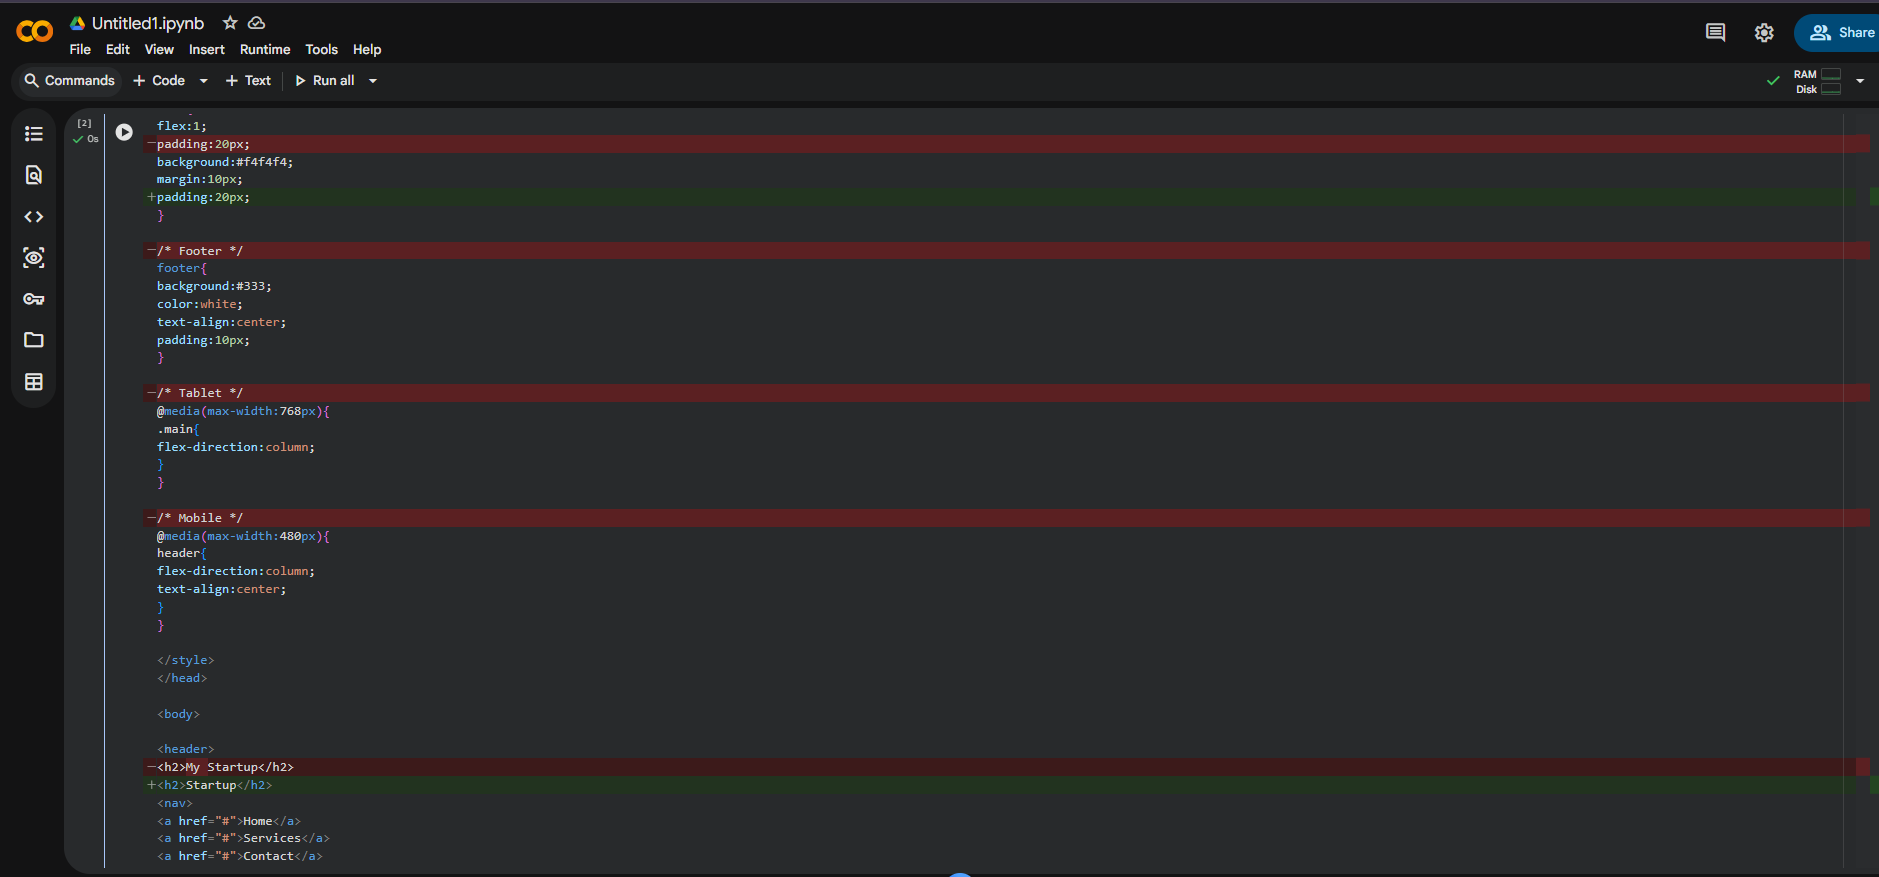 Untitled1.ipynb
File Edit View Insert Runtime Tools Help
Share
Commands + Code + Text Run all
RAM
Disk
[2]
0s
flex:1;
−padding:20px;
background:#f4f4f4;
margin:10px;
+padding:20px;
}
−/* Footer */
footer{
background:#333;
color:white;
text-align:center;
padding:10px;
}
−/* Tablet */
@media(max-width:768px){
.main{
flex-direction:column;
}
}
−/* Mobile */
@media(max-width:480px){
header{
flex-direction:column;
text-align:center;
}
}
</style>
</head>
<body>
<header>
−<h2>My Startup</h2>
+<h2>Startup</h2>
<nav>
<a href="#">Home</a>
<a href="#">Services</a>
<a href="#">Contact</a>